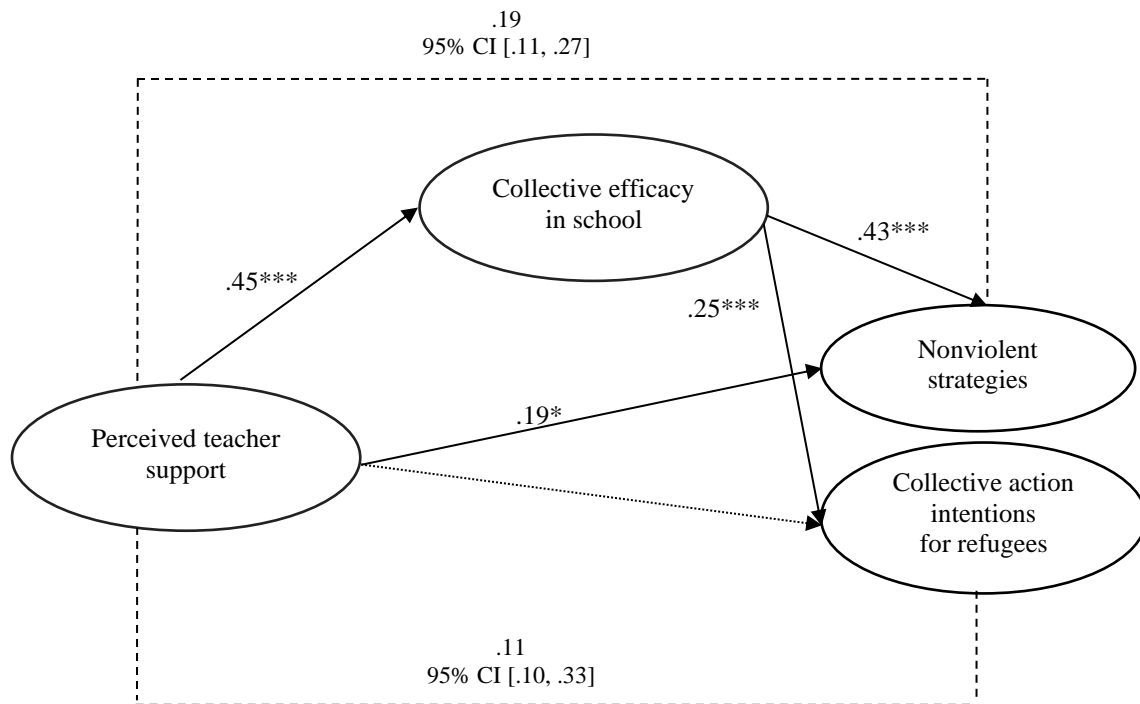 .19
95% CI [.11, .27]
Collective efficacy
in school
.43***
.45***
.25***
Nonviolent
strategies
.19*
Perceived teacher
support
Collective action
intentions
for refugees
.11
95% CI [.10, .33]